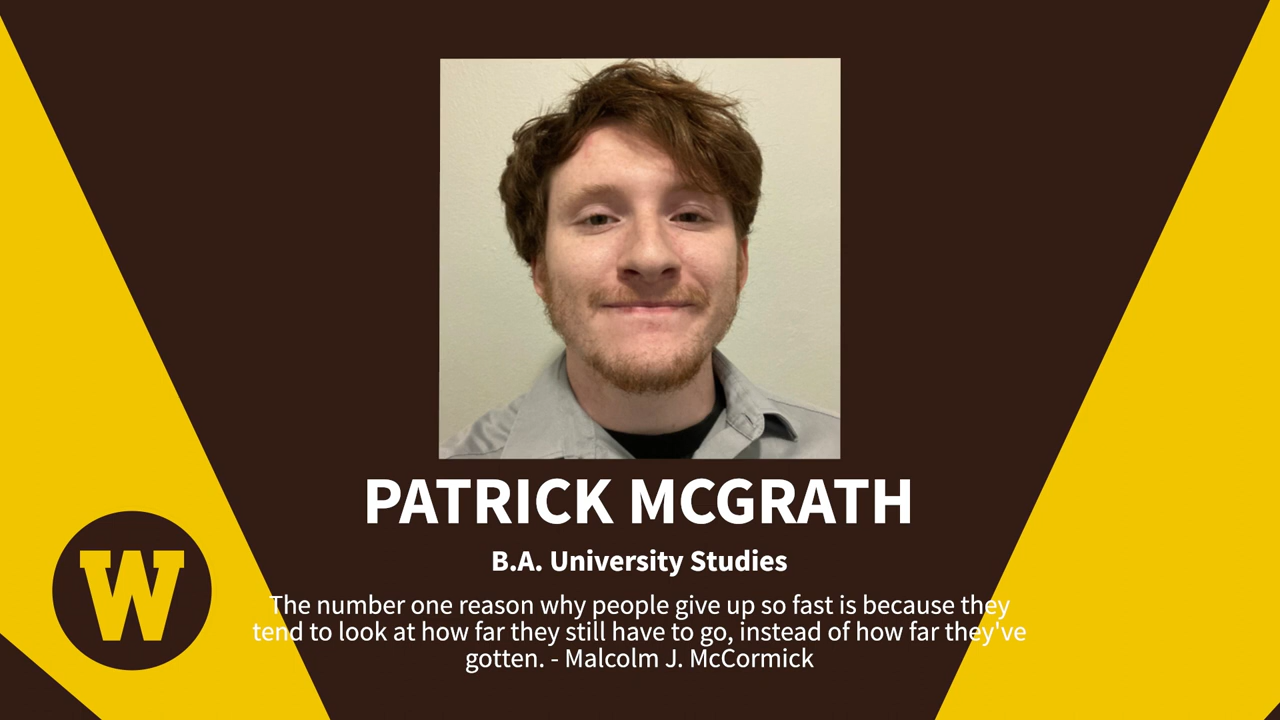 PATRICK MCGRATH
B.A. University Studies
W
The number one reason why people give up so fast is because they
tend to look at how far they still have to go, instead of how far they've
gotten. - Malcolm J. McCormick